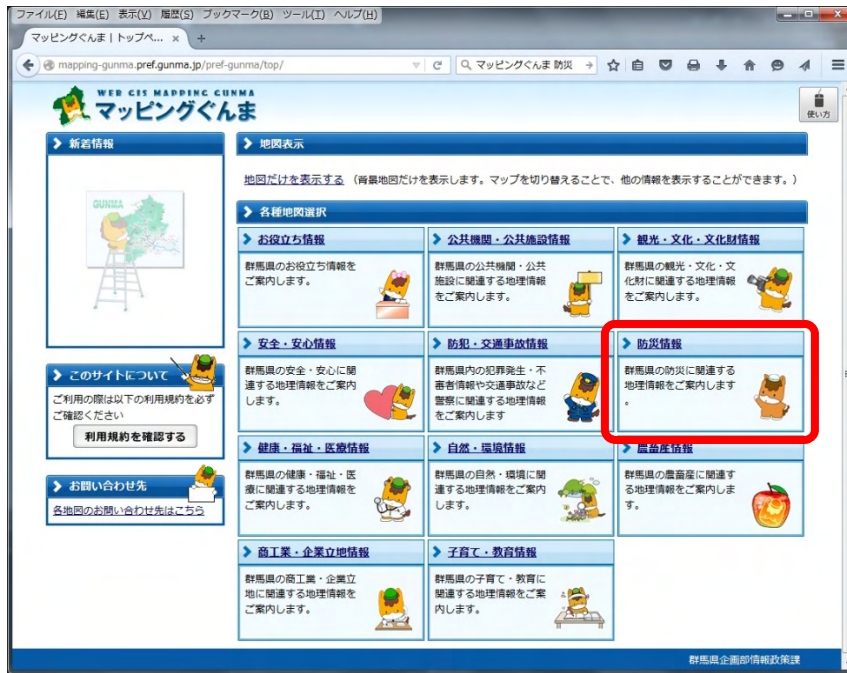 ファイル(F) 編集(E) 表示(V) 履歴(S) ブックマーク(B) ツール(T) ヘルプ(H)
マッピングぐんま | トップペ... × +
mapping-gunma.pref.gunma.jp/pref-gunma/top/
マッピングぐんま 防災
WEB GIS MAPPING GUNMA
マッピングぐんま
使い方
新着情報
GUNMA
地図表示
地図だけを表示する (背景地図だけを表示します。マップを切り替えることで、他の情報を表示することができます。)
各種地図選択
お役立ち情報
群馬県のお役立ち情報を
ご案内します。
公共機関・公共施設情報
群馬県の公共機関・公共
施設に関連する地理情報
をご案内します。
観光・文化・文化財情報
群馬県の観光・文化・文
化財に関連する地理情報
をご案内します。
安全・安心情報
群馬県の安全・安心に関
連する地理情報をご案内
します。
防犯・交通事故情報
群馬県内の犯罪発生・不
審者情報や交通事故など
警察に関連する地理情報
をご案内します
防災情報
群馬県の防災に関連する
地理情報をご案内します
。
このサイトについて
ご利用の際は以下の利用規約を必ず
ご確認ください
利用規約を確認する
健康・福祉・医療情報
群馬県の健康・福祉・医
療に関連する地理情報を
ご案内します。
自然・環境情報
群馬県の自然・環境に関
連する地理情報をご案内
します。
農畜産情報
群馬県の農畜産に関連す
る地理情報をご案内しま
す。
お問い合わせ先
各地図のお問い合わせ先はこちら
商工業・企業立地情報
群馬県の商工業・企業立
地に関連する地理情報を
ご案内します。
子育て・教育情報
群馬県の子育て・教育に
関連する地理情報をご案
内します。
群馬県企画部情報政策課